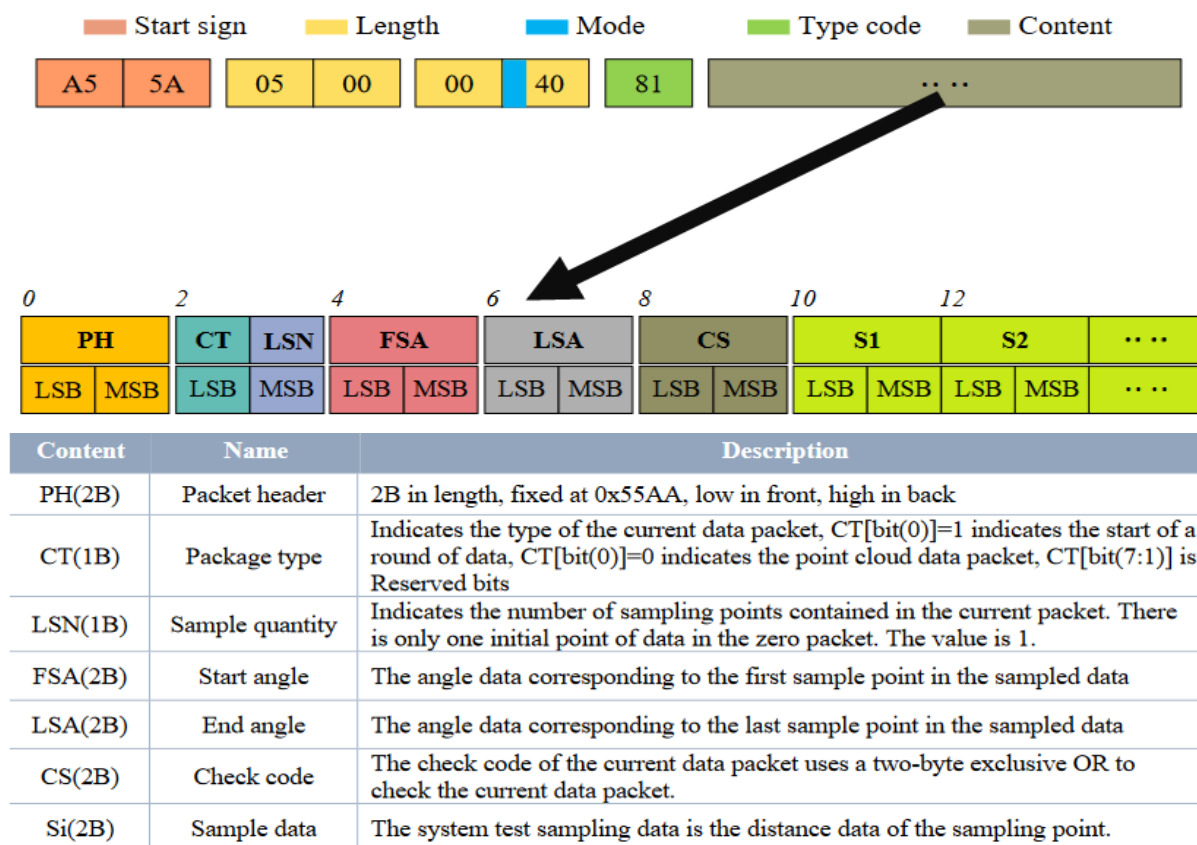 Start sign Length Mode Type code Content
A5 5A 05 00 00 40 81 .. ..
0 2 4 6 8 10 12
PH CT LSN FSA LSA CS S1 S2 .. ..
LSB MSB LSB MSB LSB MSB LSB MSB LSB MSB LSB MSB LSB MSB .. ..
Content Name Description
PH(2B) Packet header 2B in length, fixed at 0x55AA, low in front, high in back
CT(1B) Package type Indicates the type of the current data packet, CT[bit(0)]=1 indicates the start of a
round of data, CT[bit(0)]=0 indicates the point cloud data packet, CT[bit(7:1)] is
Reserved bits
LSN(1B) Sample quantity Indicates the number of sampling points contained in the current packet. There
is only one initial point of data in the zero packet. The value is 1.
FSA(2B) Start angle The angle data corresponding to the first sample point in the sampled data
LSA(2B) End angle The angle data corresponding to the last sample point in the sampled data
CS(2B) Check code The check code of the current data packet uses a two-byte exclusive OR to
check the current data packet.
Si(2B) Sample data The system test sampling data is the distance data of the sampling point.